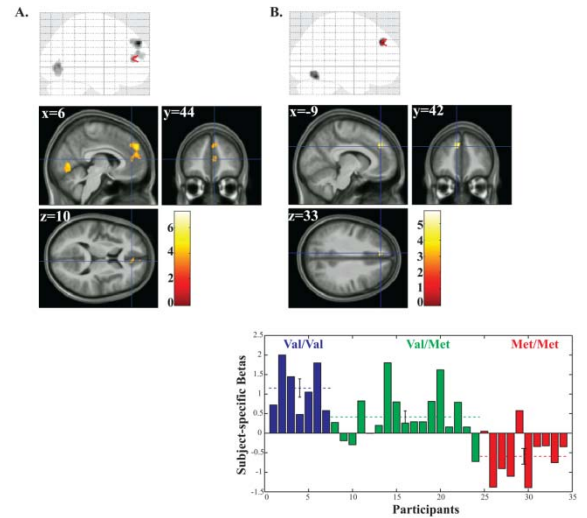 A.
B.
x=6
y=44
x=-9
y=42
z=10
6
4
2
0
z=33
5
4
3
2
1
0
Val/Val
Val/Met
Met/Met
Subject-specific Betas
2.5
2
1.5
1
0.5
0
-0.5
-1
-1.5
0 5 10 15 20 25 30 35
Participants